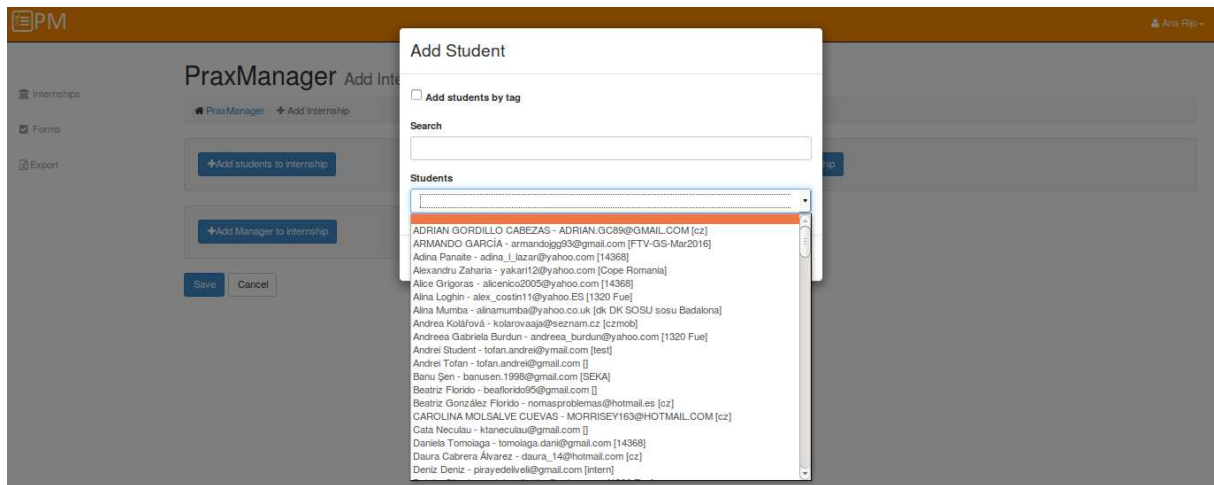 PM
Ana Rijo
Add Student
PraxManager Add Inte
Internships
Add students by tag
PraxManager / Add Internship
Search
Forms
Export
Add students to internship
hip
Students
Add Manager to internship
ADRIAN GORDILLO CABEZAS - ADRIAN.GC89@GMAIL.COM [cz]
ARMANDO GARCÍA - armandojgg93@gmail.com [FTV-GS-Mar2016]
Adina Panaite - adina_l_lazar@yahoo.com [14368]
Alexandru Zaharia - yakari12@yahoo.com [Cope Romania]
Save
Cancel
Alice Grigoras - alicenico2005@yahoo.com [14368]
Alina Loghin - alex_costin11@yahoo.ES [1320 Fue]
Alina Mumba - alinamumba@yahoo.co.uk [dk DK SOSU sosu Badalona]
Andrea Kolářová - kolarovaaja@seznam.cz [czmob]
Andreea Gabriela Burdun - andreea_burdun@yahoo.com [1320 Fue]
Andrei Student - tofan.andrei@ymail.com [test]
Andrei Tofan - tofan.andrei@gmail.com []
Banu Şen - banusen.1998@gmail.com [SEKA]
Beatriz Florido - beaflorido95@gmail.com []
Beatriz González Florido - nomasproblemas@hotmail.es [cz]
CAROLINA MOLSALVE CUEVAS - MORRISEY163@HOTMAIL.COM [cz]
Cata Neculau - ktaneculau@gmail.com []
Daniela Tomoiaga - tomoiaga.dani@gmail.com [14368]
Daura Cabrera Álvarez - daura_14@hotmail.com [cz]
Deniz Deniz - pirayedeliveli@gmail.com [intern]